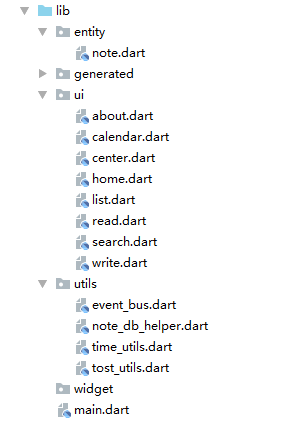 lib
entity
note.dart
generated
ui
about.dart
calendar.dart
center.dart
home.dart
list.dart
read.dart
search.dart
write.dart
utils
event_bus.dart
note_db_helper.dart
time_utils.dart
tost_utils.dart
widget
main.dart